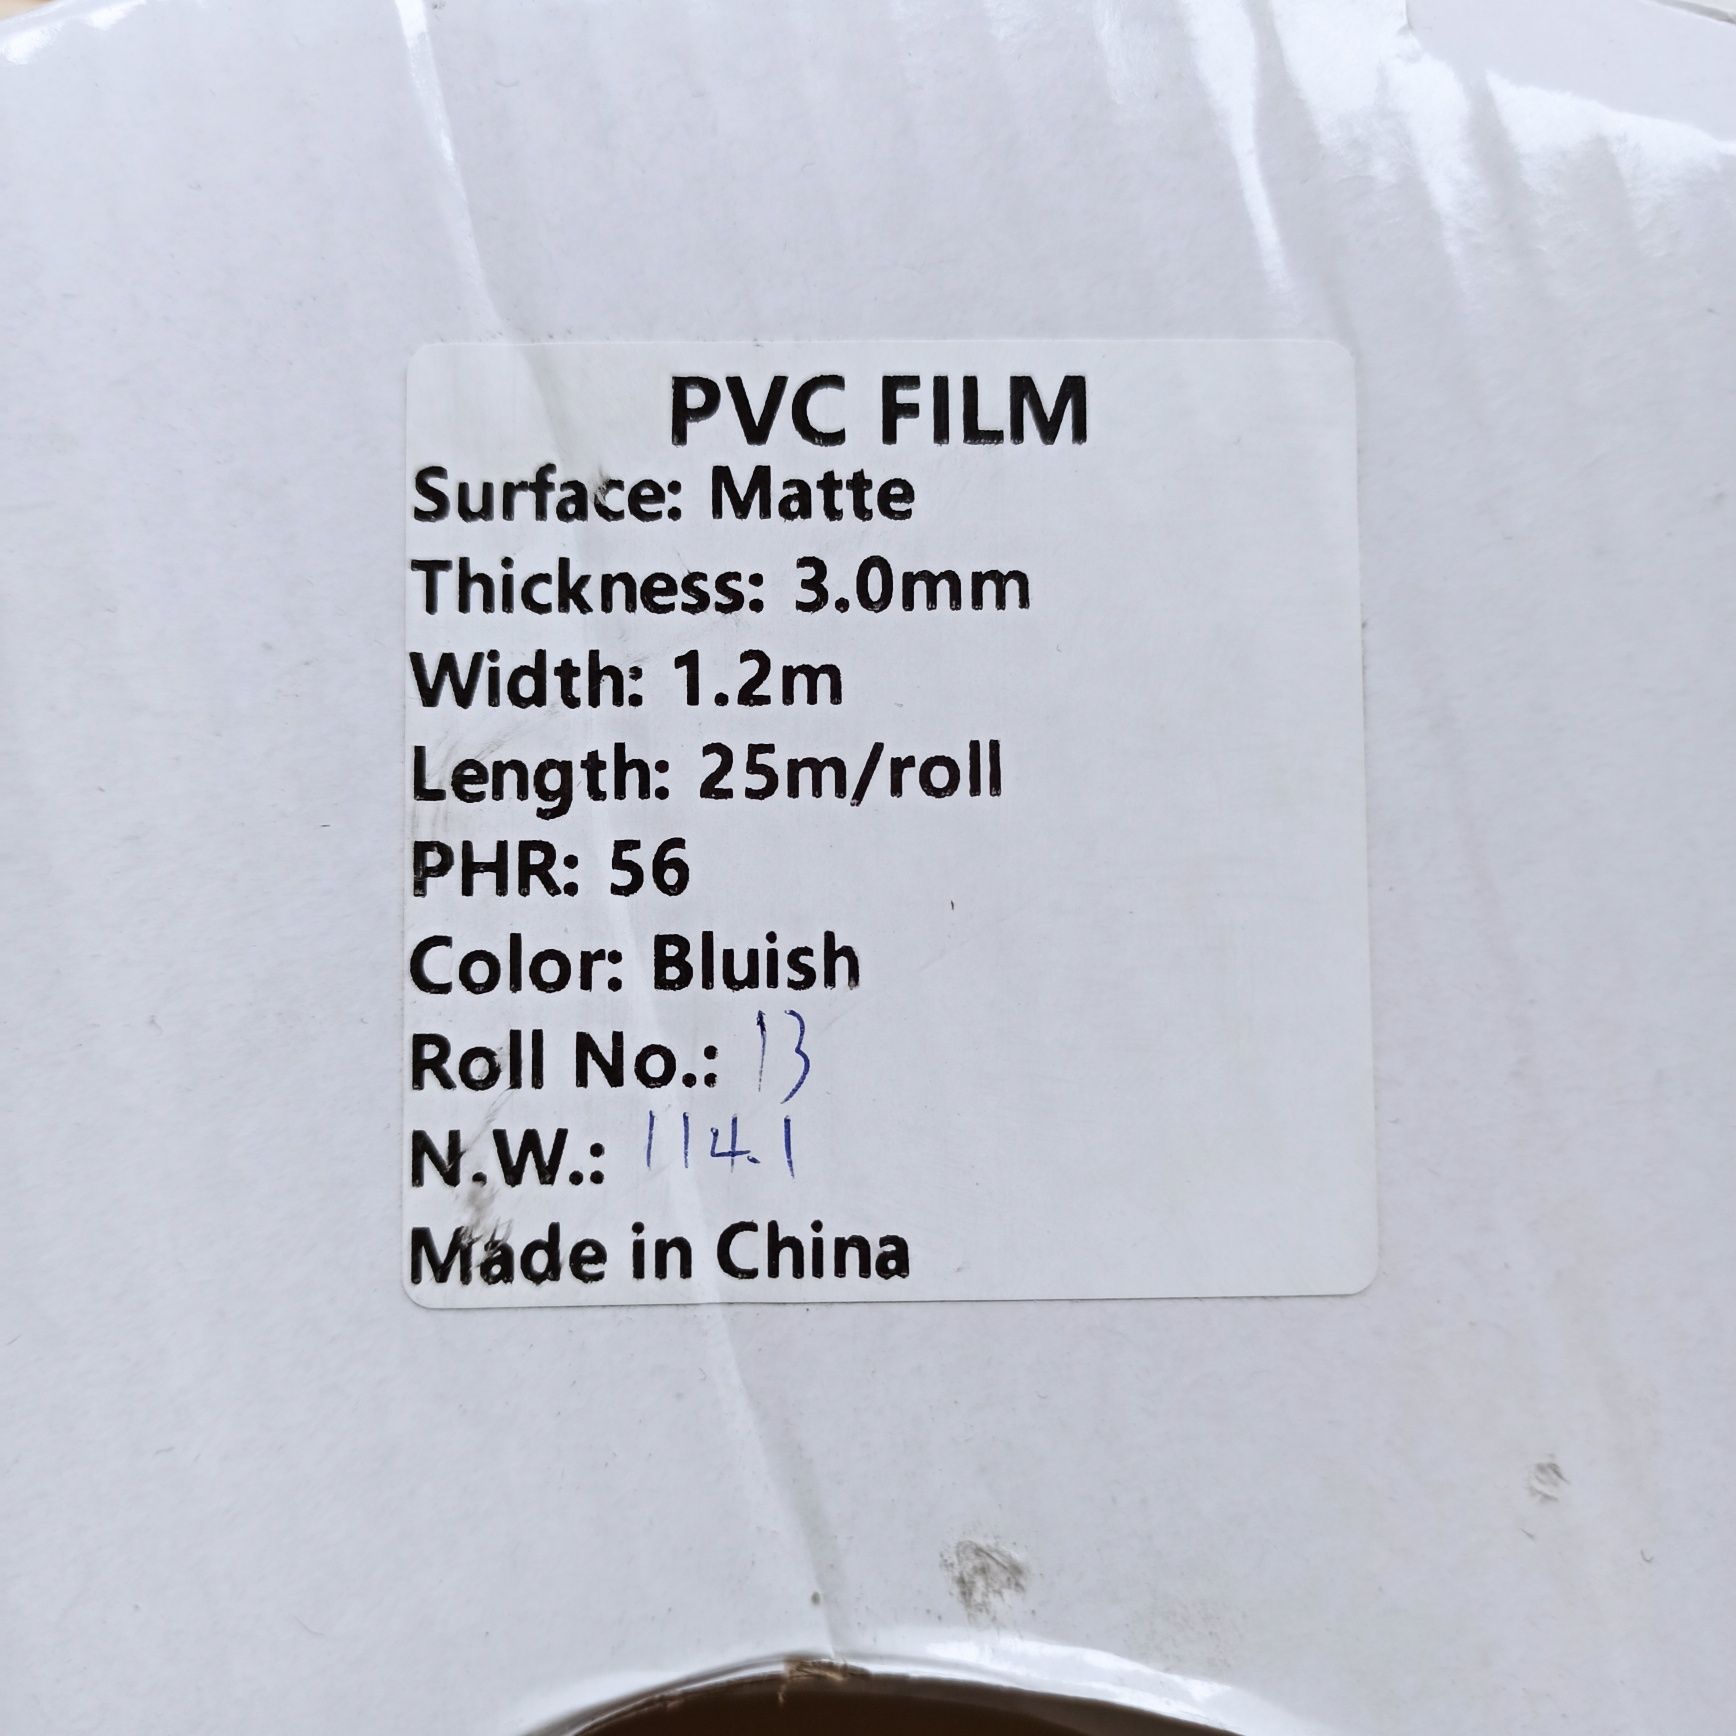 PVC FILM
Surface: Matte
Thickness: 3.0mm
Width: 1.2m
Length: 25m/roll
PHR: 56
Color: Bluish
Roll No.: 13
N.W.: 114.1
Made in China